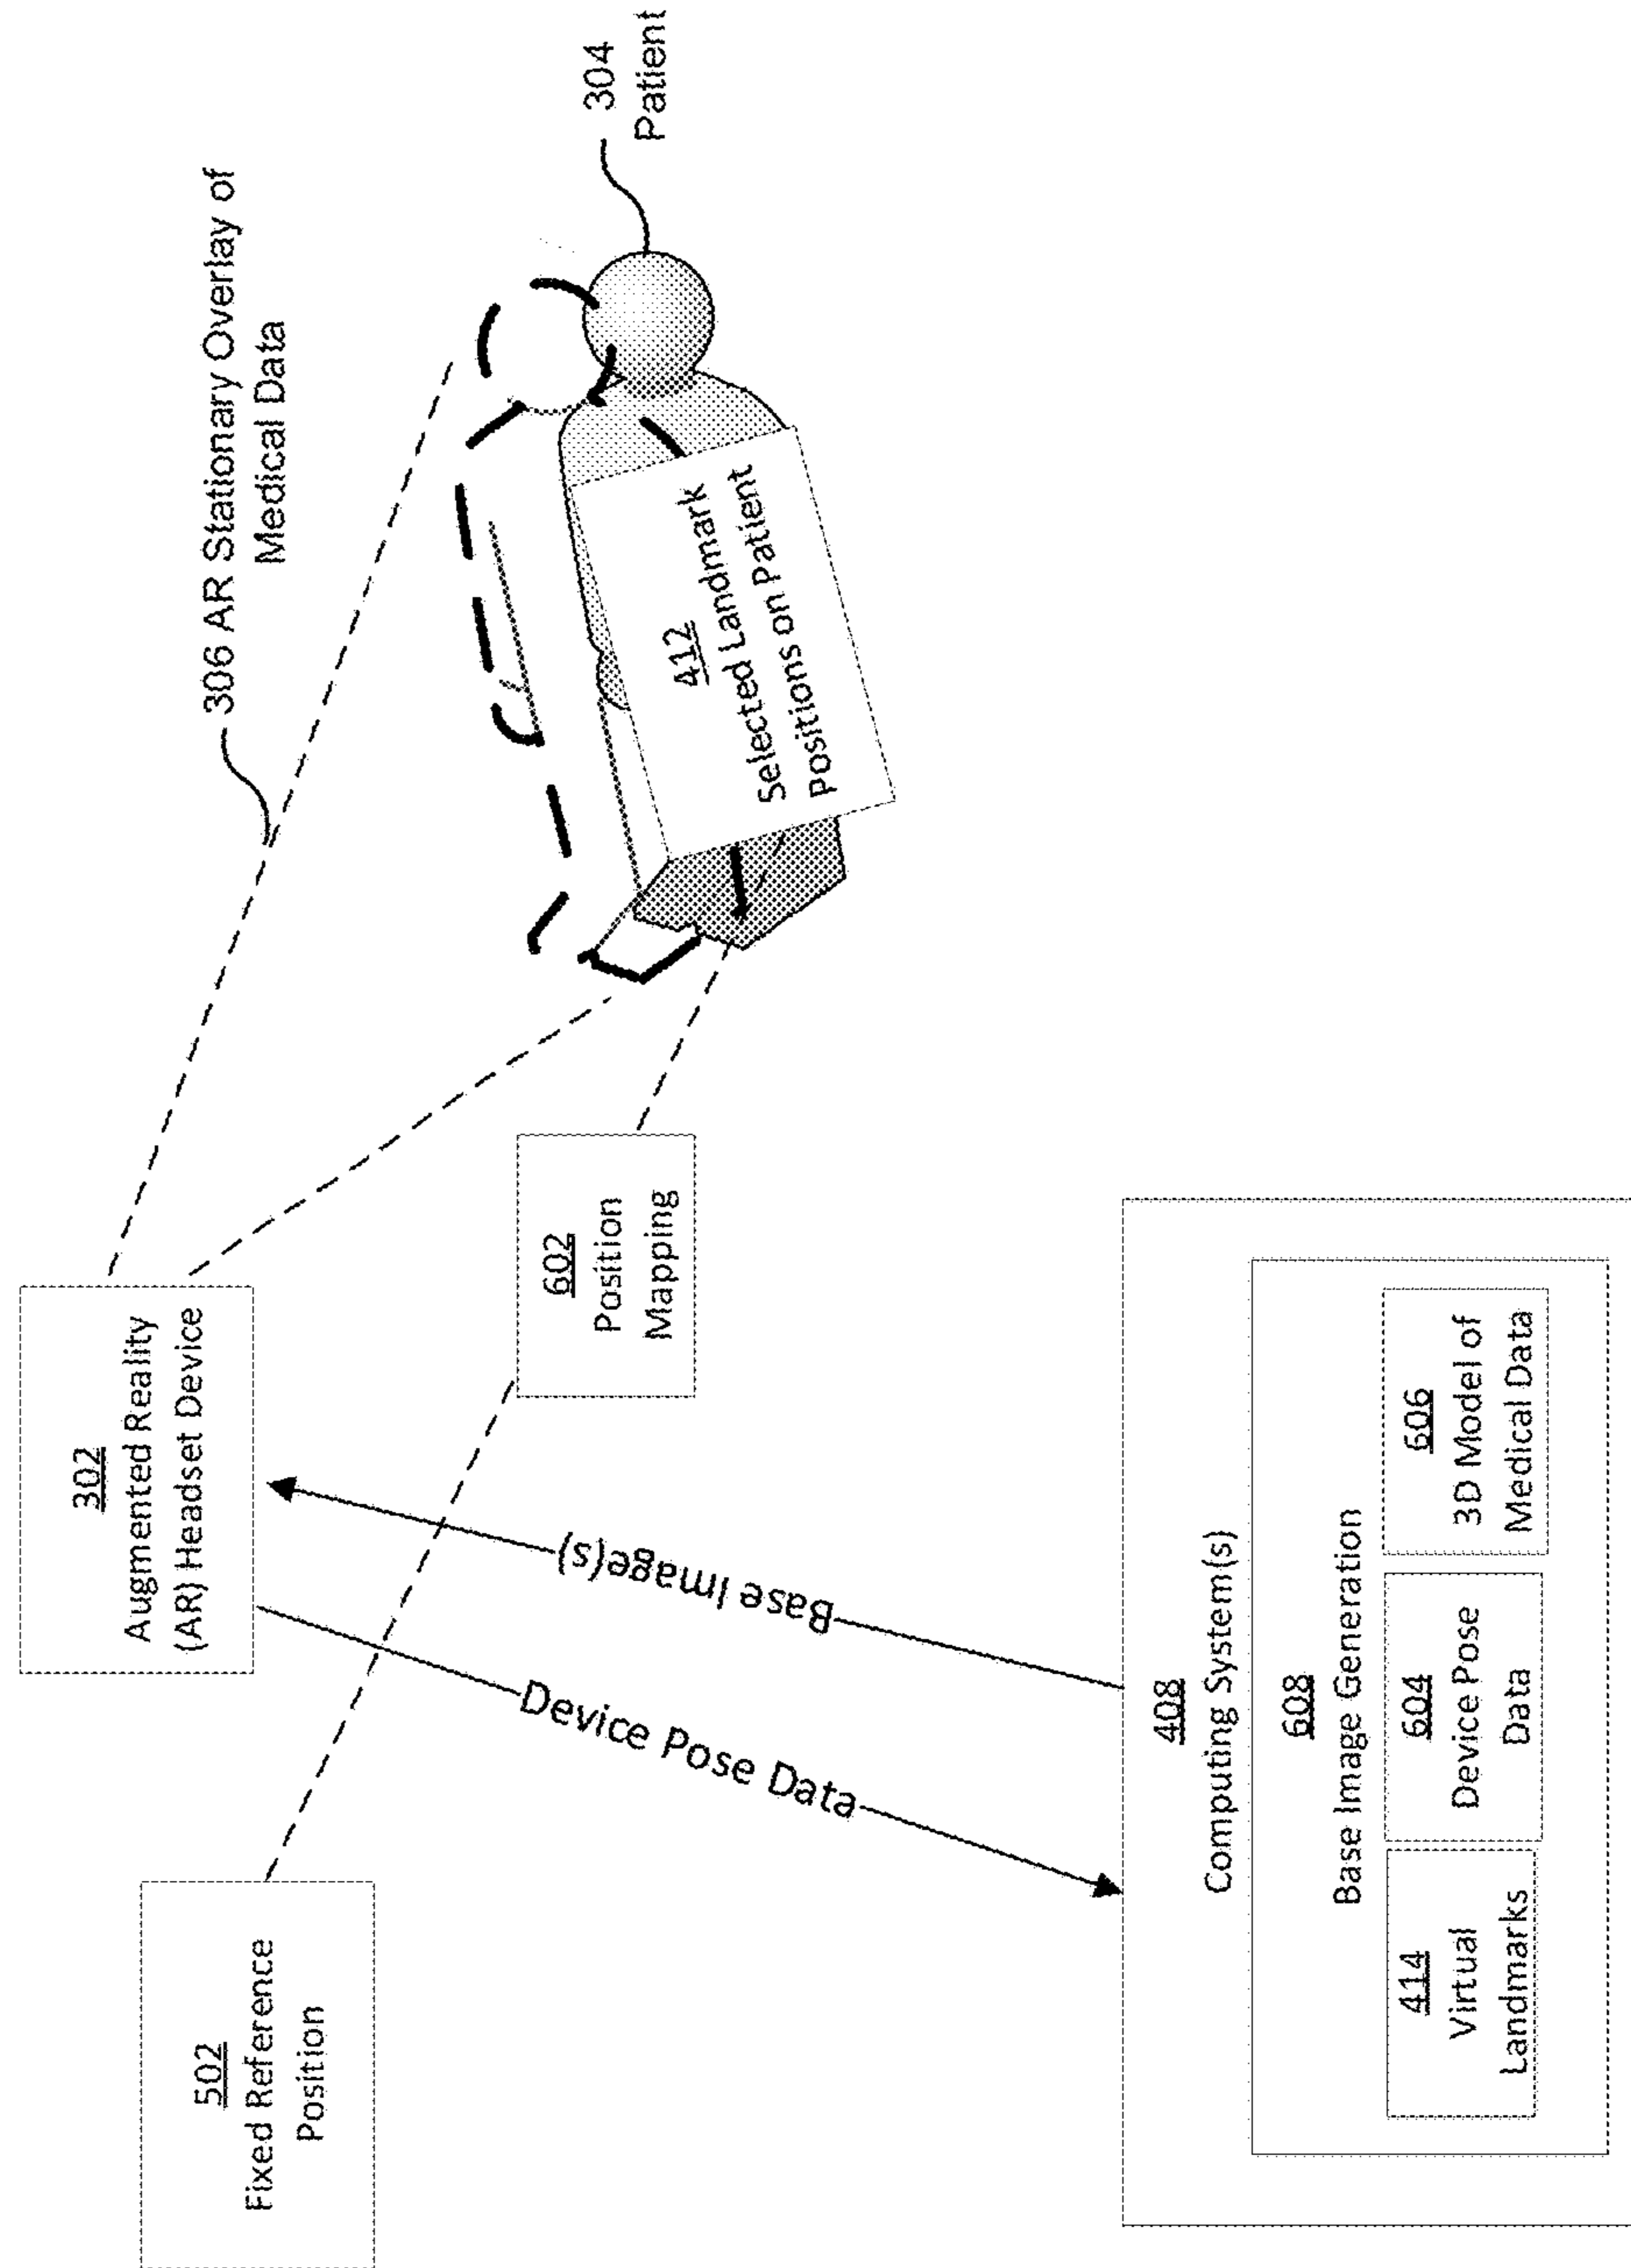 306 AR Stationary Overlay of
Medical Data
304
Patient
302
Augmented Reality
(AR) Headset Device
502
Fixed Reference
Position
602
Position
Mapping
412
Selected Landmark
Positions on Patient
Base Image(s)
Device Pose Data
408
Computing System(s)
608
Base Image Generation
414
Virtual
Landmarks
604
Device Pose
Data
606
3D Model of
Medical Data